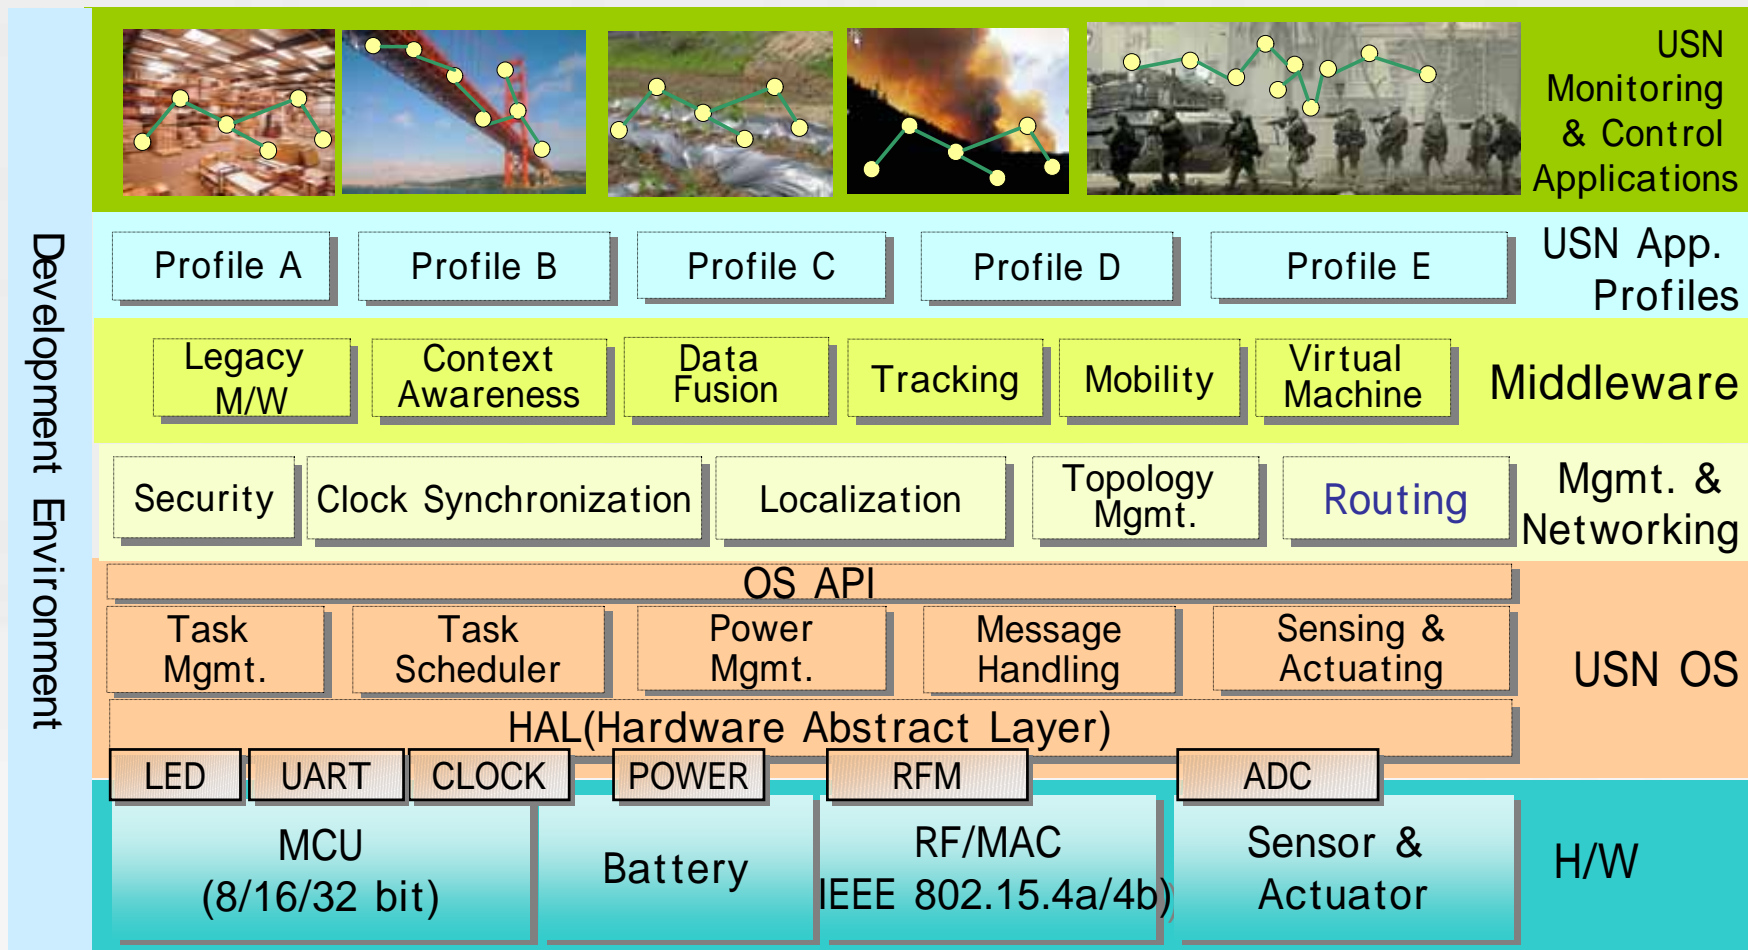 USN
Monitoring
& Control
Applications
Development Environment
Profile A
Profile B
Profile C
Profile D
Profile E
USN App.
Profiles
Legacy
M/W
Context
Awareness
Data
Fusion
Tracking
Mobility
Virtual
Machine
Middleware
Security
Clock Synchronization
Localization
Topology
Mgmt.
Routing
Mgmt. &
Networking
OS API
Task
Mgmt.
Task
Scheduler
Power
Mgmt.
Message
Handling
Sensing &
Actuating
USN OS
HAL(Hardware Abstract Layer)
LED
UART
CLOCK
POWER
RFM
ADC
MCU
(8/16/32 bit)
Battery
RF/MAC
IEEE 802.15.4a/4b)
Sensor &
Actuator
H/W